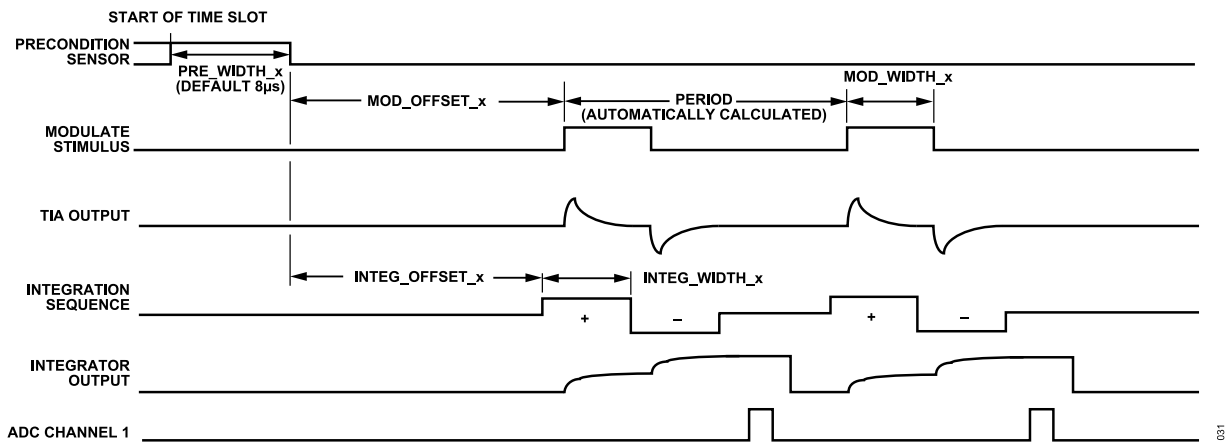 START OF TIME SLOT
PRECONDITION
SENSOR
PRE_WIDTH_x
(DEFAULT 8µs)
MOD_OFFSET_x
PERIOD
(AUTOMATICALLY CALCULATED)
MOD_WIDTH_x
MODULATE
STIMULUS
TIA OUTPUT
INTEG_OFFSET_x
INTEG_WIDTH_x
INTEGRATION
SEQUENCE
+ – + –
INTEGRATOR
OUTPUT
ADC CHANNEL 1
031